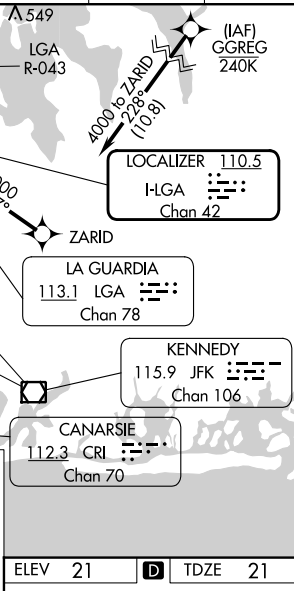 549
LGA
R-043
(IAF)
GGREG
240K
4000 to ZARID
228°
(10.8)
LOCALIZER 110.5
I-LGA
Chan 42
ZARID
LA GUARDIA
113.1 LGA
Chan 78
KENNEDY
115.9 JFK
Chan 106
CANARSIE
112.3 CRI
Chan 70
ELEV 21 D TDZE 21